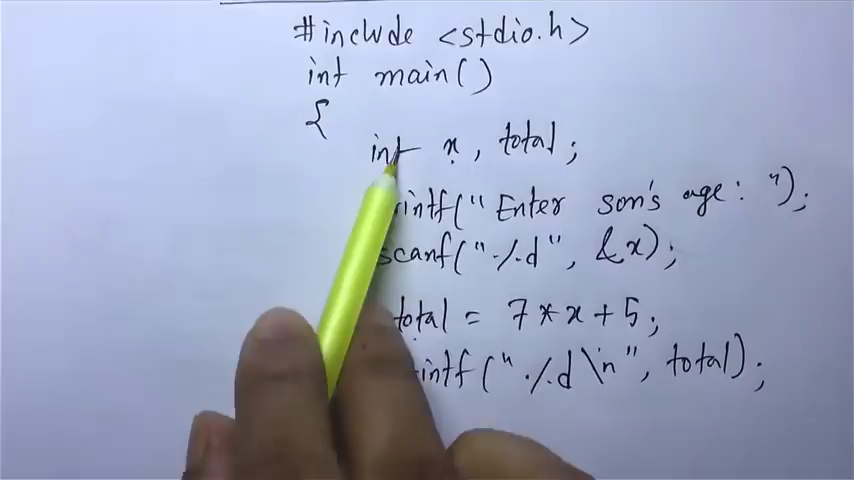 #include <stdio.h>
int main()
{
int x, total;
rintf("Enter son's age: ");
scanf("%d", &x);
total = 7*x+5;
intf("%d\n", total);